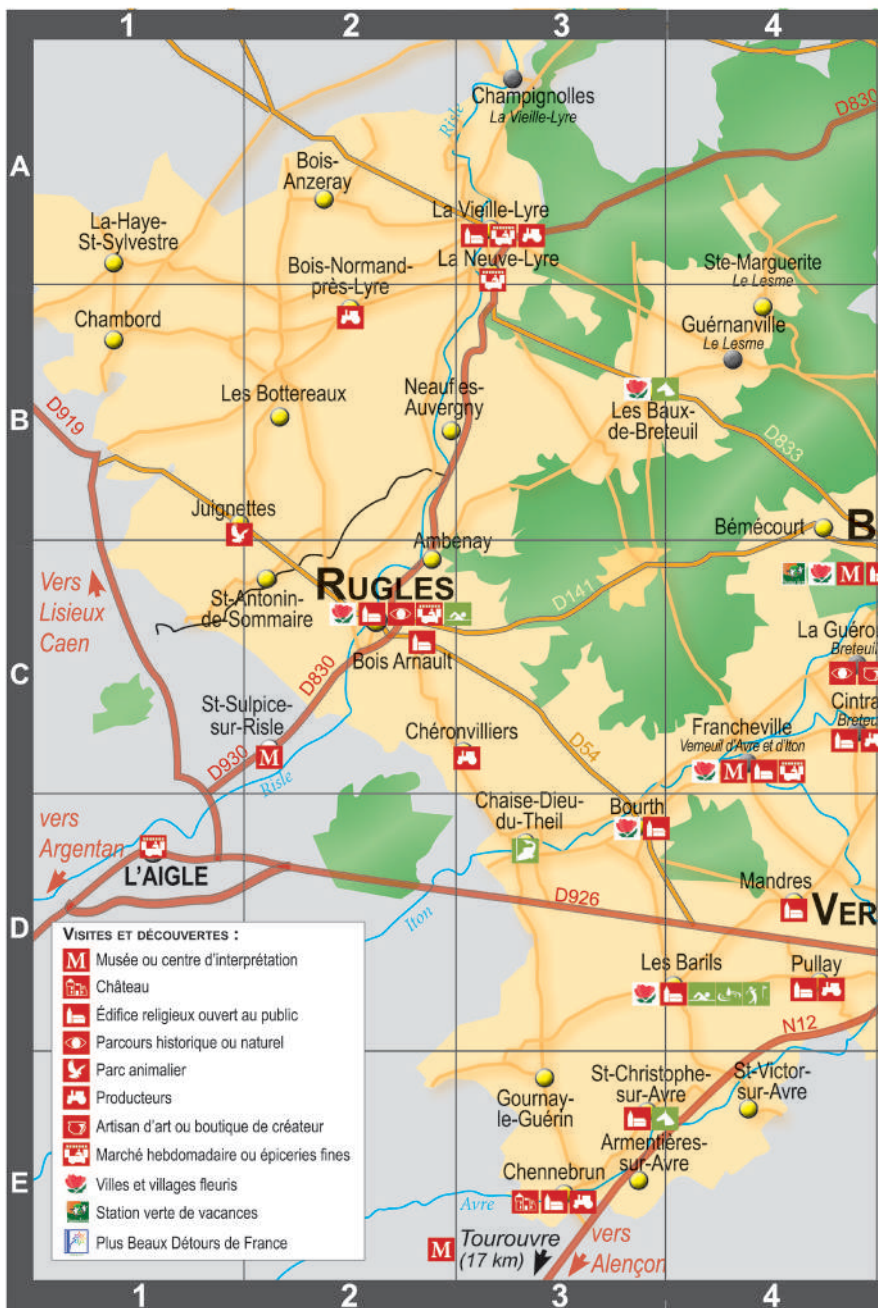 1 2 3 4
Champignolles
La Vieille-Lyre
Risle
D830
A
Bois-
Anzeray
La-Haye-
St-Sylvestre
La Vieille-Lyre
Bois-Normand-
près-Lyre
La Neuve-Lyre
Ste-Marguerite
Le Lesme
Chambord
Guérnanville
Le Lesme
Les Bottereaux
Neaufles-
Auvergny
Les Baux-
de-Breteuil
B
D919
D833
Juignettes
Bémécourt
B
Ambenay
Vers
Lisieux
Caen
St-Antonin-
de-Sommaire
RUGLES
D141
La Guéro
Breteuil
Bois Arnault
C
D830
St-Sulpice-
sur-Risle
M
M
Chéronvilliers
D54
Cintra
Breteu
Francheville
Verneuil d'Avre et d'Iton
M
D930
Risle
vers
Argentan
Chaise-Dieu-
du-Theil
Bourth
L'AIGLE
Mandres
VER
D926
Iton
D
Les Barils
Pullay
N12
VISITES ET DÉCOUVERTES :
M Musée ou centre d'interprétation
Château
Édifice religieux ouvert au public
Parcours historique ou naturel
Parc animalier
Producteurs
Artisan d'art ou boutique de créateur
Marché hebdomadaire ou épiceries fines
Villes et villages fleuris
Station verte de vacances
Plus Beaux Détours de France
Gournay-
le-Guérin
St-Christophe-
sur-Avre
St-Victor-
sur-Avre
Armentières-
sur-Avre
E
Chennebrun
Avre
M
Tourouvre
(17 km)
vers
Alençon
1 2 3 4